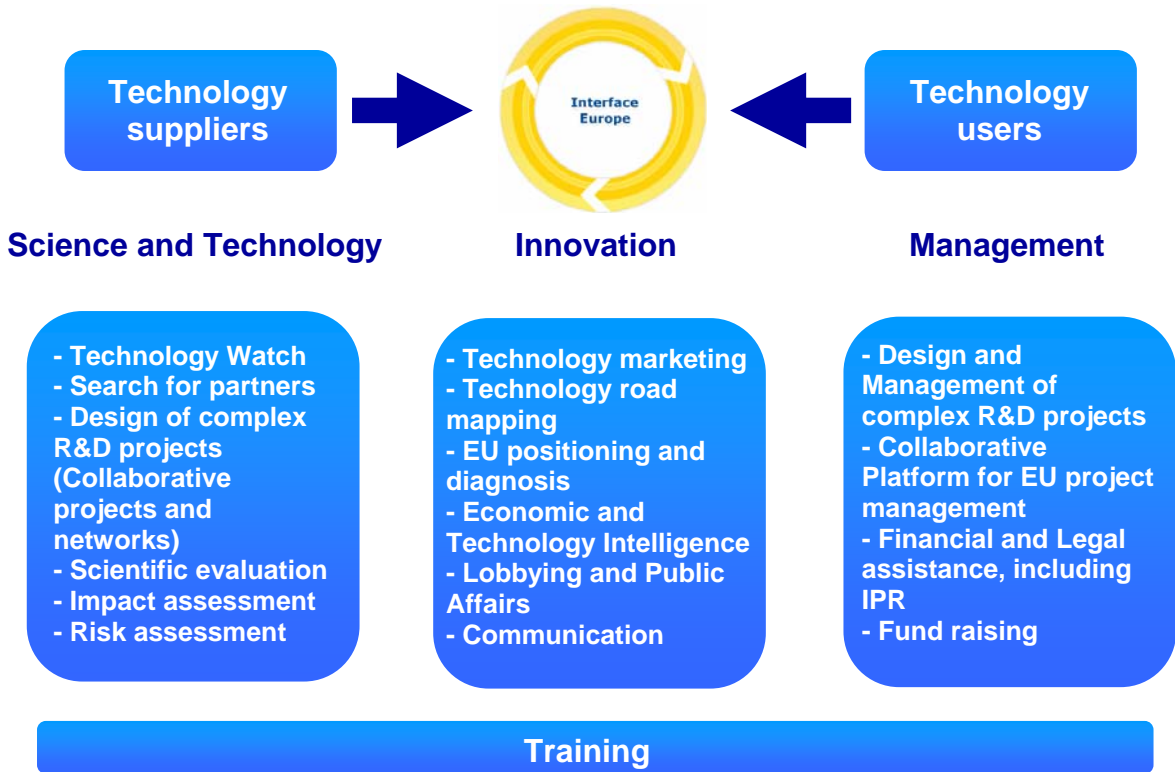 Technology
suppliers
Interface
Europe
Technology
users
Science and Technology
Innovation
Management
- Technology Watch
- Search for partners
- Design of complex
R&D projects
(Collaborative
projects and
networks)
- Scientific evaluation
- Impact assessment
- Risk assessment
- Technology marketing
- Technology road
mapping
- EU positioning and
diagnosis
- Economic and
Technology Intelligence
- Lobbying and Public
Affairs
- Communication
- Design and
Management of
complex R&D projects
- Collaborative
Platform for EU project
management
- Financial and Legal
assistance, including
IPR
- Fund raising
Training